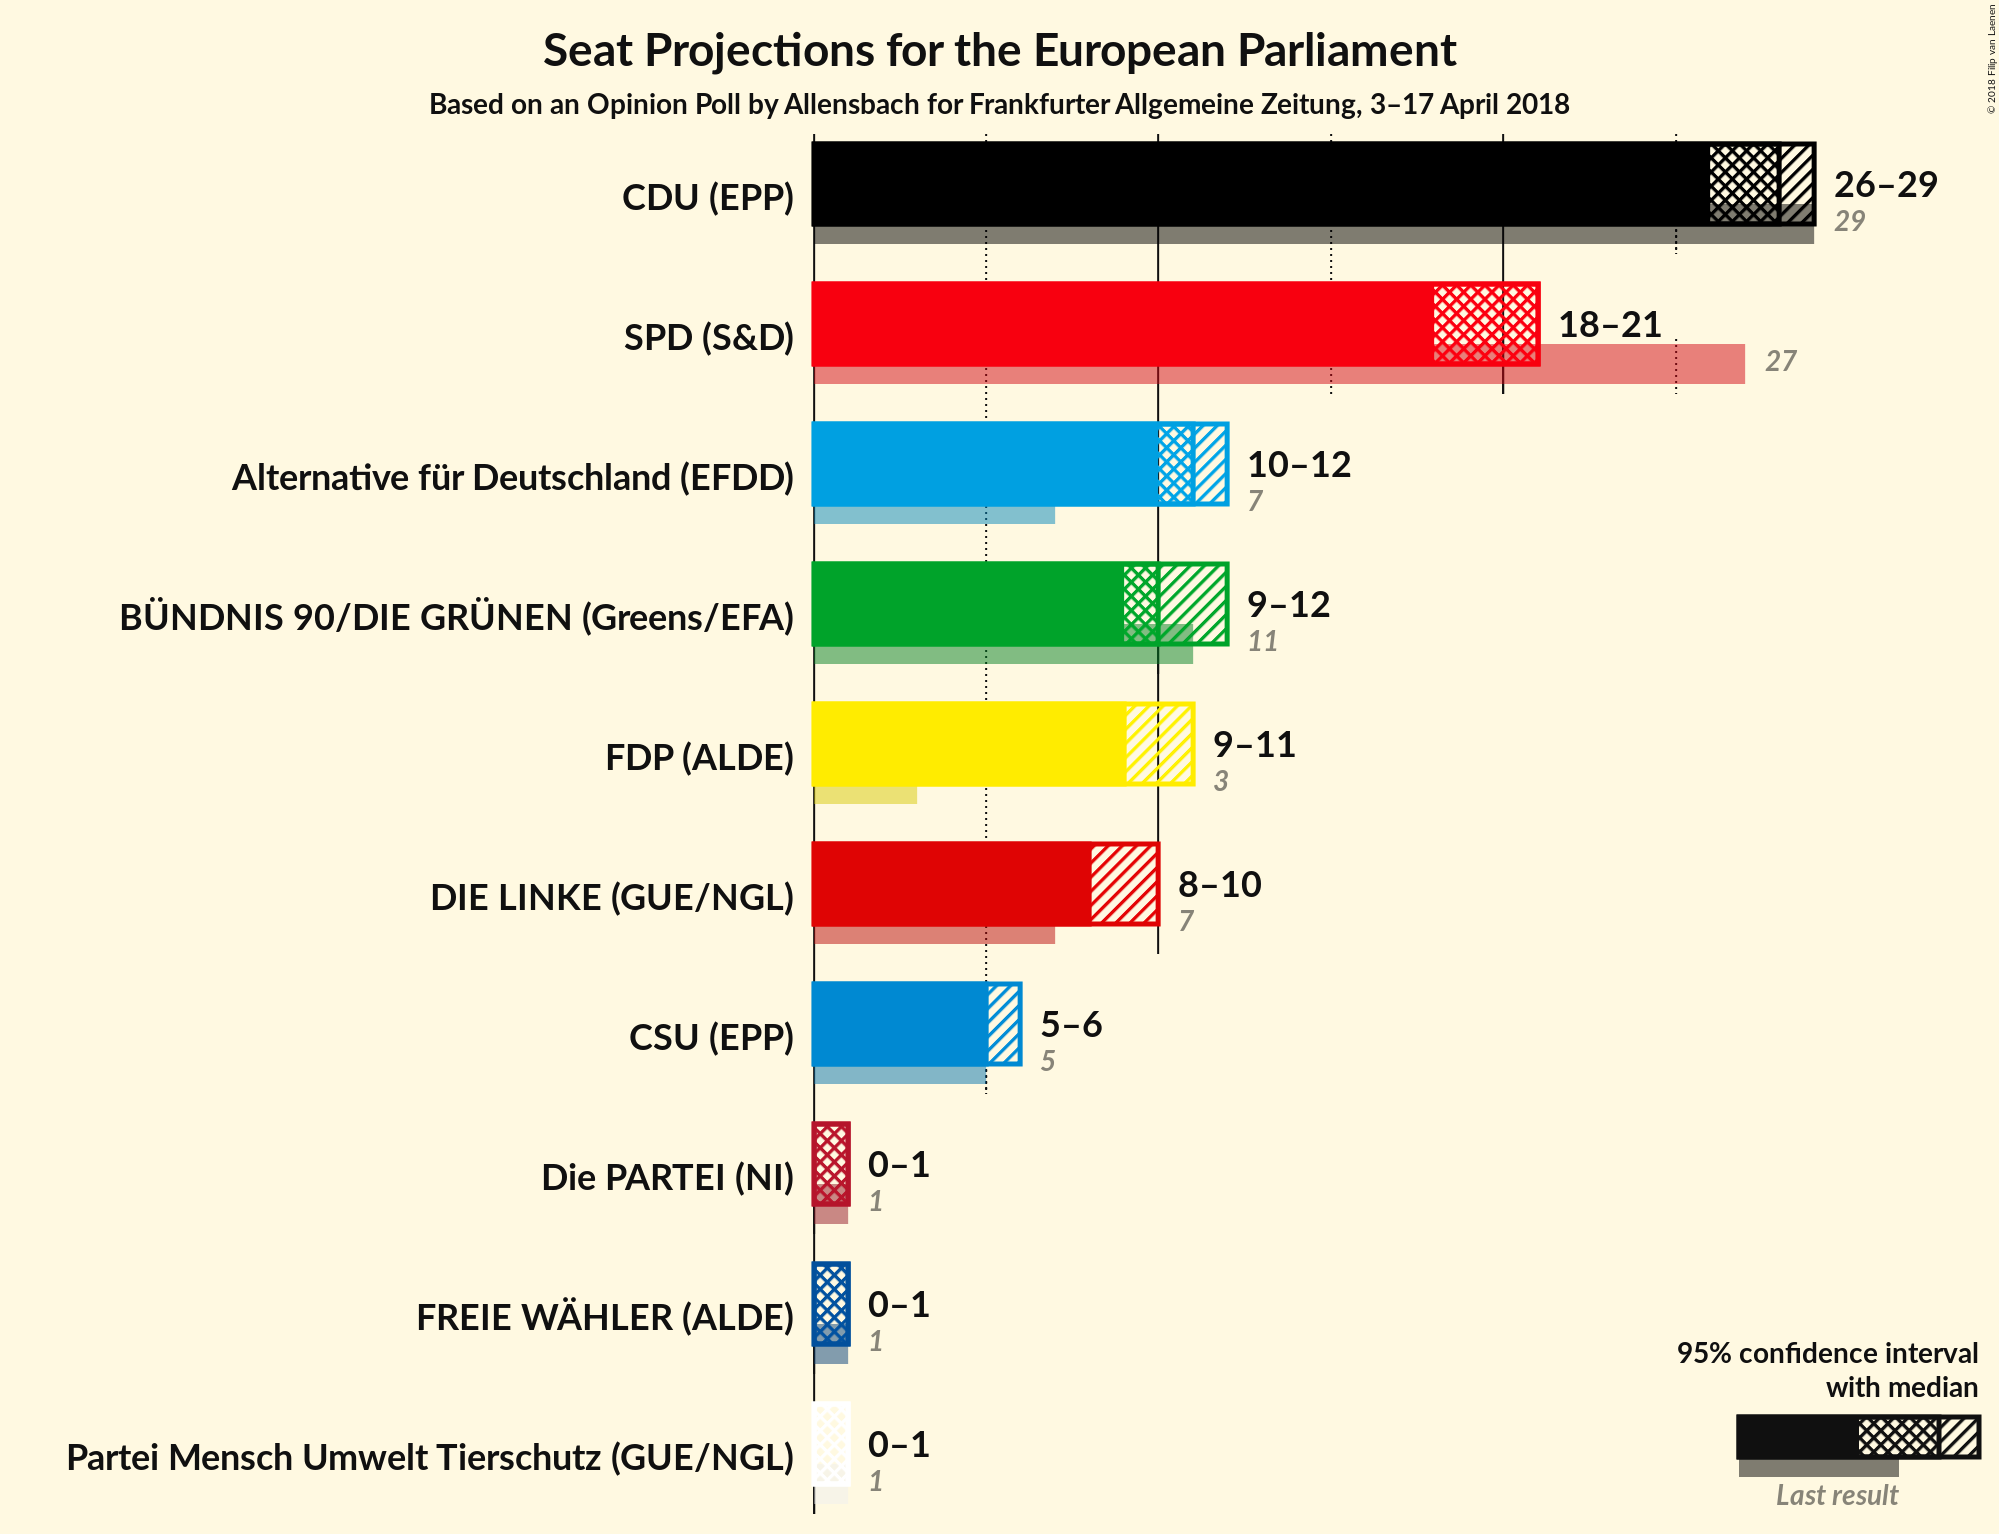 Seat Projections for the European Parliament
Based on an Opinion Poll by Allensbach for Frankfurter Allgemeine Zeitung, 3–17 April 2018
© 2018 Filip van Laenen
CDU (EPP)
26–29
29
SPD (S&D)
18–21
27
Alternative für Deutschland (EFDD)
10–12
7
BÜNDNIS 90/DIE GRÜNEN (Greens/EFA)
9–12
11
FDP (ALDE)
9–11
3
DIE LINKE (GUE/NGL)
8–10
7
CSU (EPP)
5–6
5
Die PARTEI (NI)
0–1
1
FREIE WÄHLER (ALDE)
0–1
1
Partei Mensch Umwelt Tierschutz (GUE/NGL)
0–1
1
95% confidence interval
with median
Last result